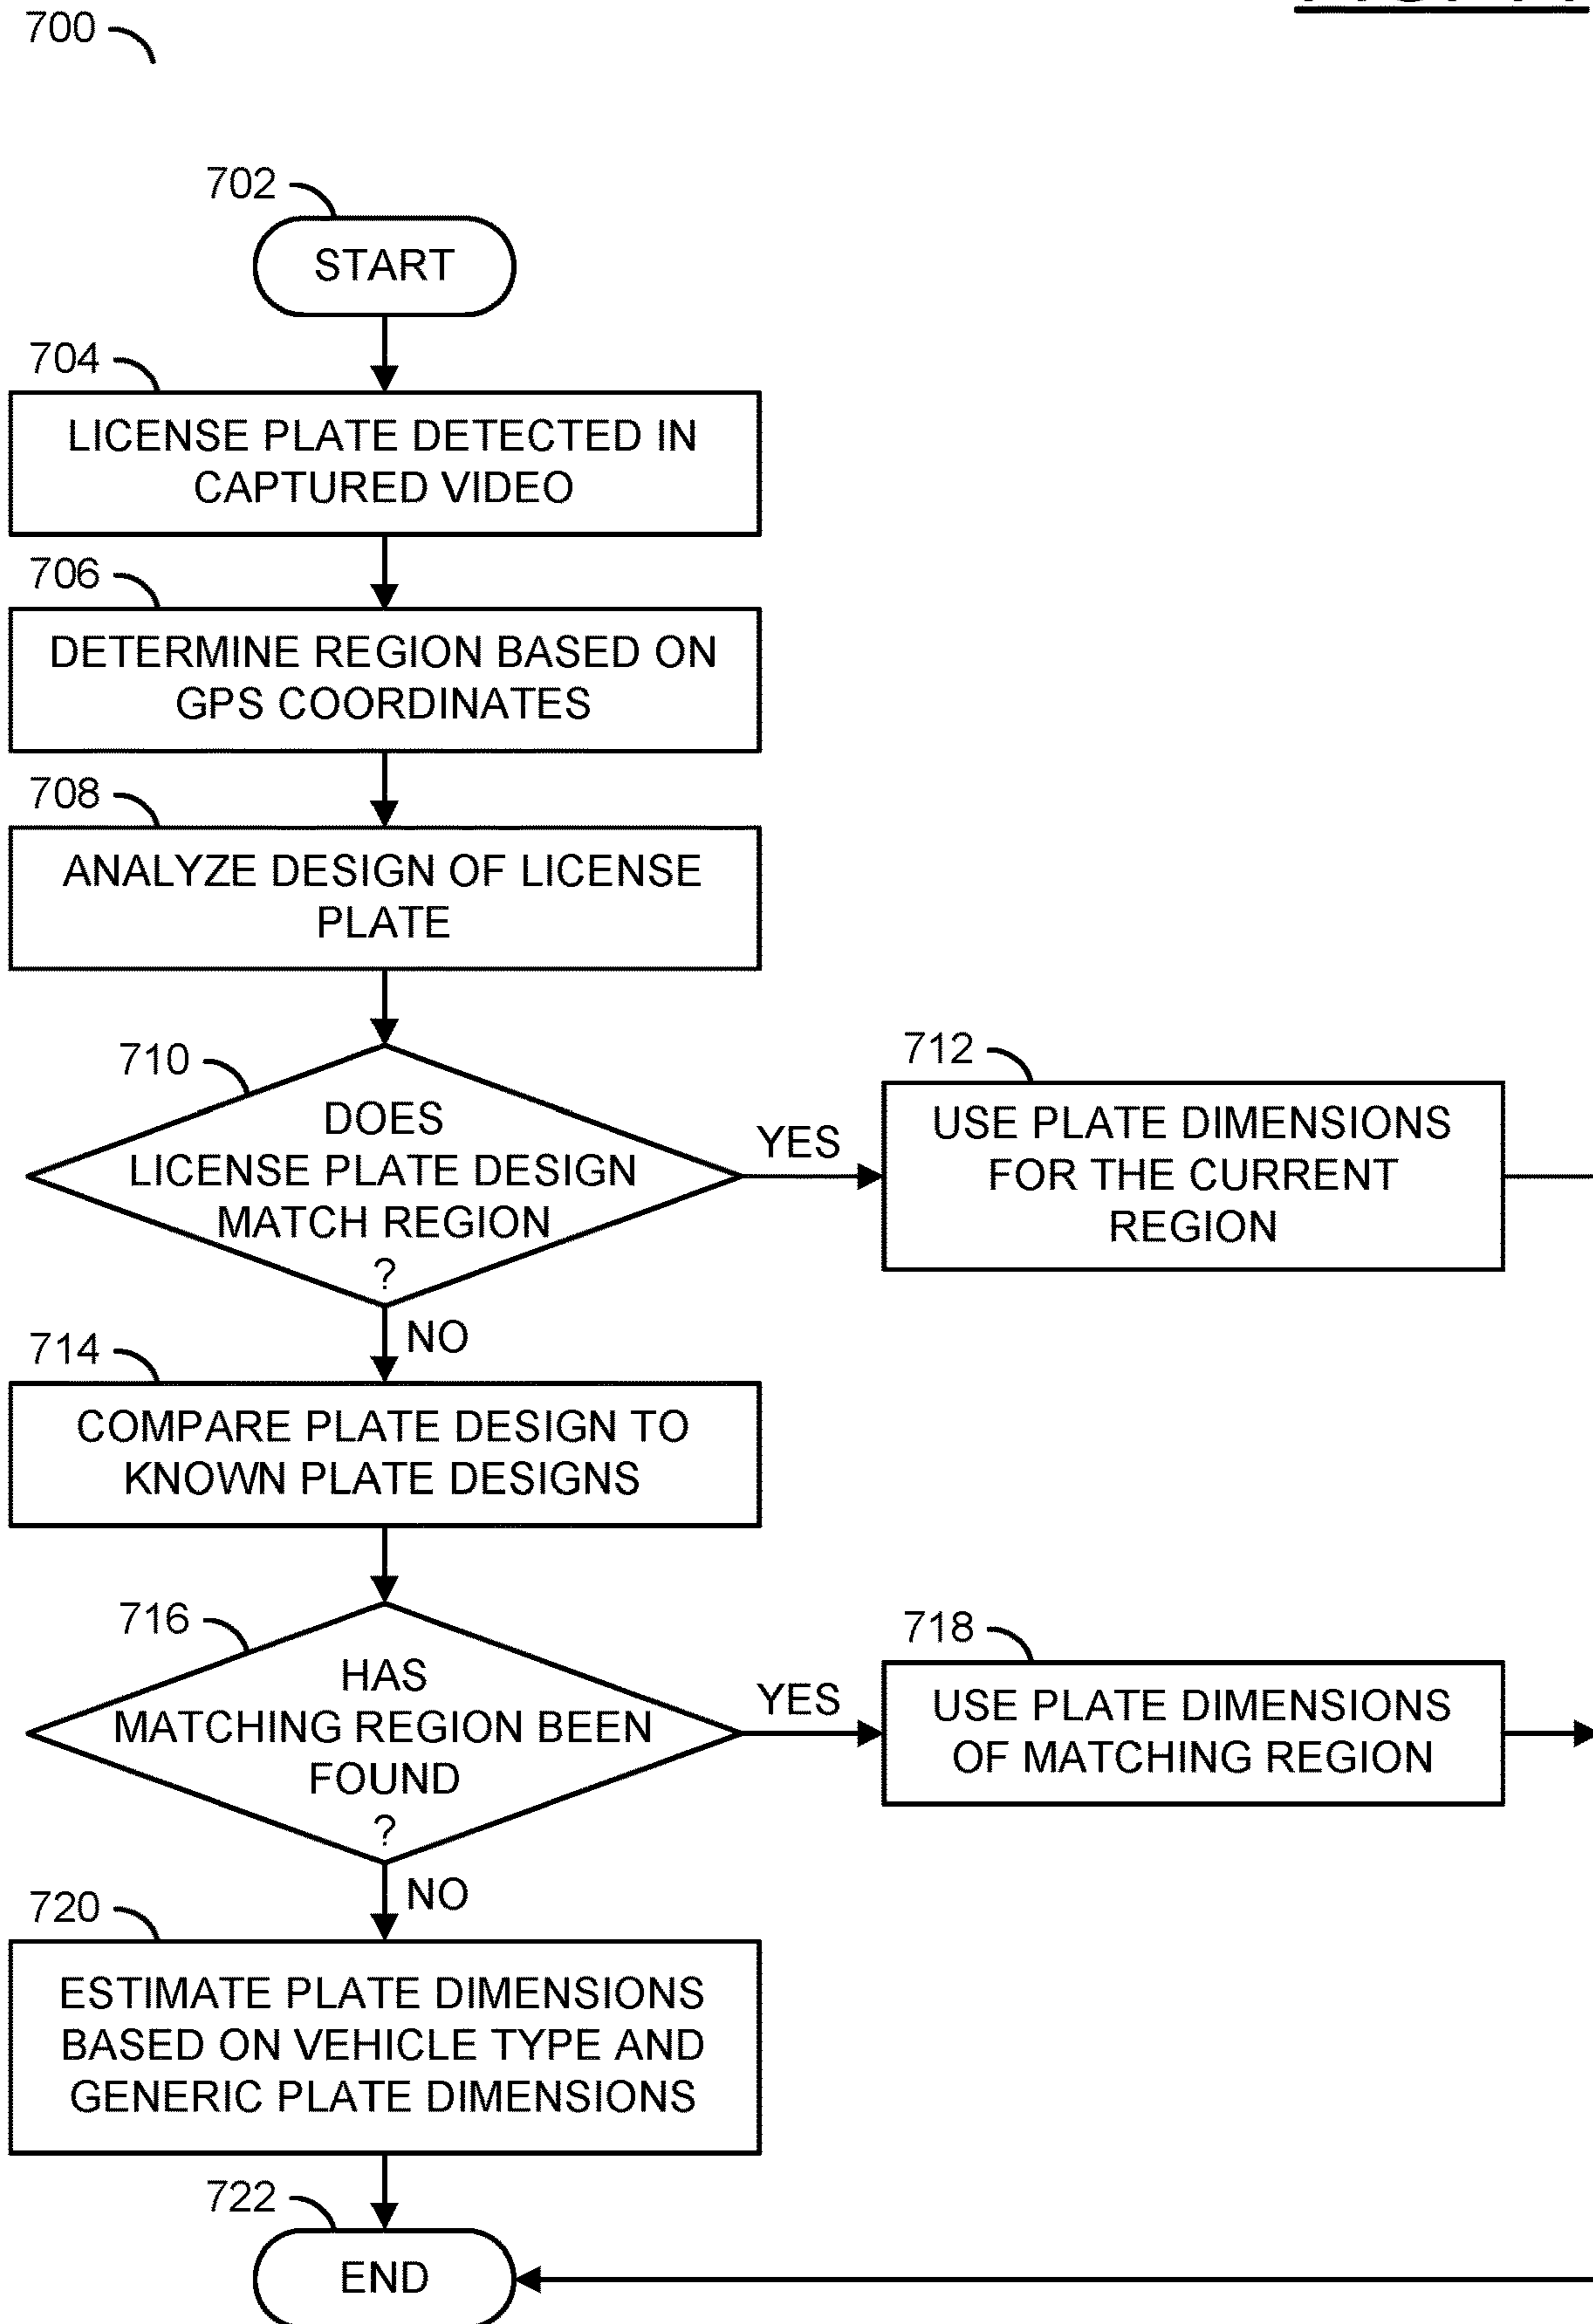 700
702
START
704
LICENSE PLATE DETECTED IN
CAPTURED VIDEO
706
DETERMINE REGION BASED ON
GPS COORDINATES
708
ANALYZE DESIGN OF LICENSE
PLATE
710
DOES
LICENSE PLATE DESIGN
MATCH REGION
?
YES
712
USE PLATE DIMENSIONS
FOR THE CURRENT
REGION
NO
714
COMPARE PLATE DESIGN TO
KNOWN PLATE DESIGNS
716
HAS
MATCHING REGION BEEN
FOUND
?
YES
718
USE PLATE DIMENSIONS
OF MATCHING REGION
NO
720
ESTIMATE PLATE DIMENSIONS
BASED ON VEHICLE TYPE AND
GENERIC PLATE DIMENSIONS
722
END